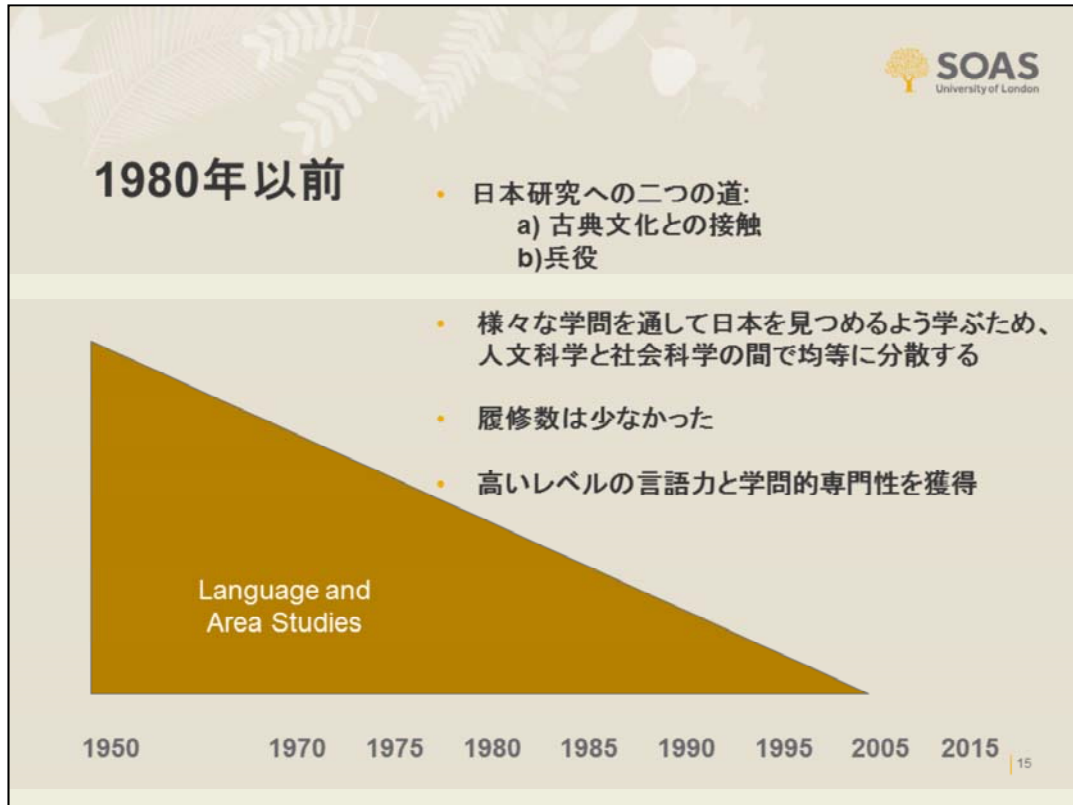 SOAS
University of London
1980年以前
• 日本研究への二つの道:
a) 古典文化との接触
b)兵役
• 様々な学問を通して日本を見つめるよう学ぶため、
人文科学と社会科学の間で均等に分散する
• 履修数は少なかった
• 高いレベルの言語力と学問的専門性を獲得
Language and
Area Studies
1950 1970 1975 1980 1985 1990 1995 2005 2015
15